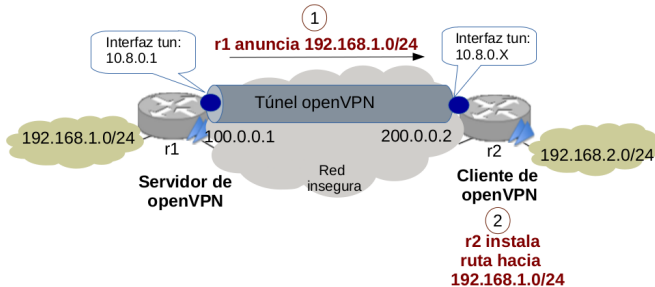 1
r1 anuncia 192.168.1.0/24
Interfaz tun:
10.8.0.1
Interfaz tun:
10.8.0.X
Túnel openVPN
192.168.1.0/24
100.0.0.1
200.0.0.2
192.168.2.0/24
r1
r2
Red
insegura
Servidor de
openVPN
Cliente de
openVPN
2
r2 instala
ruta hacia
192.168.1.0/24